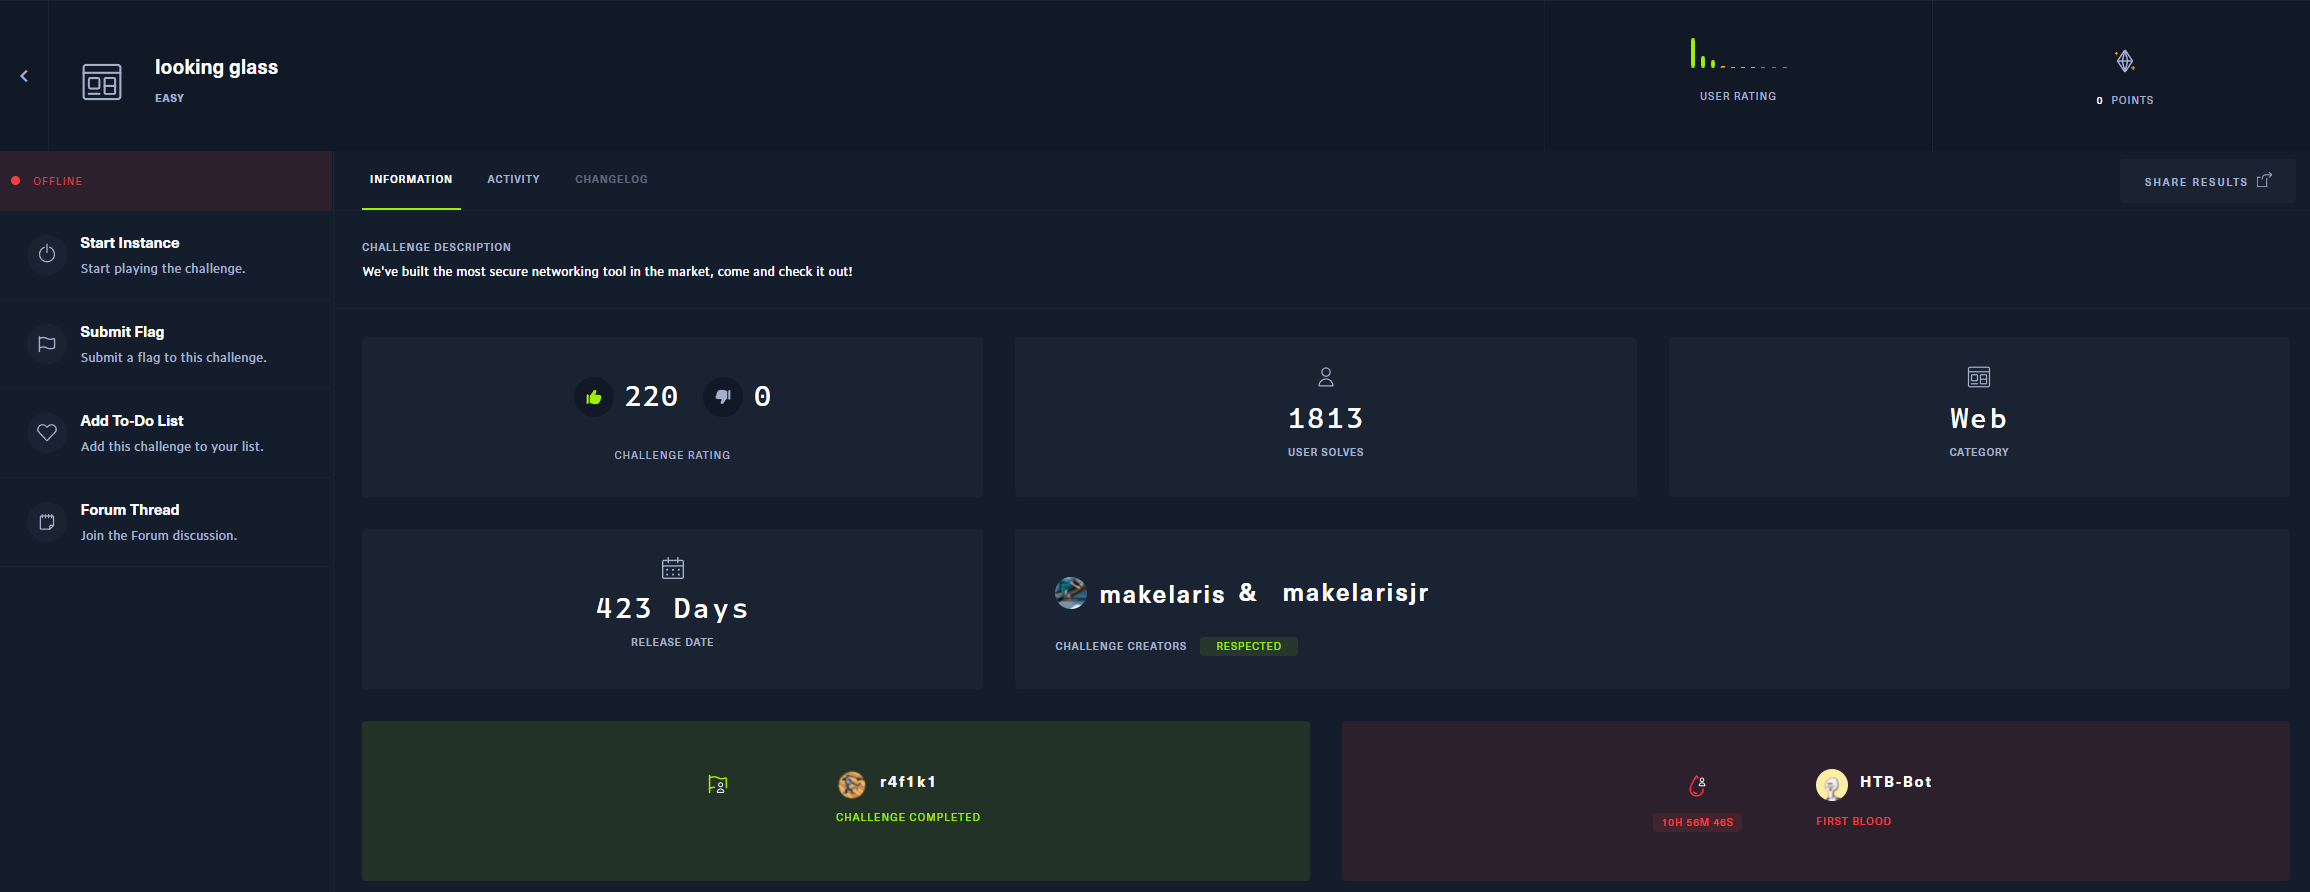 looking glass
EASY
USER RATING
0 POINTS
OFFLINE
INFORMATION ACTIVITY CHANGELOG
SHARE RESULTS
Start Instance
Start playing the challenge.
Submit Flag
Submit a flag to this challenge.
Add To-Do List
Add this challenge to your list.
Forum Thread
Join the Forum discussion.
CHALLENGE DESCRIPTION
We've built the most secure networking tool in the market, come and check it out!
220 0
CHALLENGE RATING
1813
USER SOLVES
Web
CATEGORY
423 Days
RELEASE DATE
makelaris & makelarisjr
CHALLENGE CREATORS RESPECTED
r4f1k1
CHALLENGE COMPLETED
10H 56M 46S
HTB-Bot
FIRST BLOOD